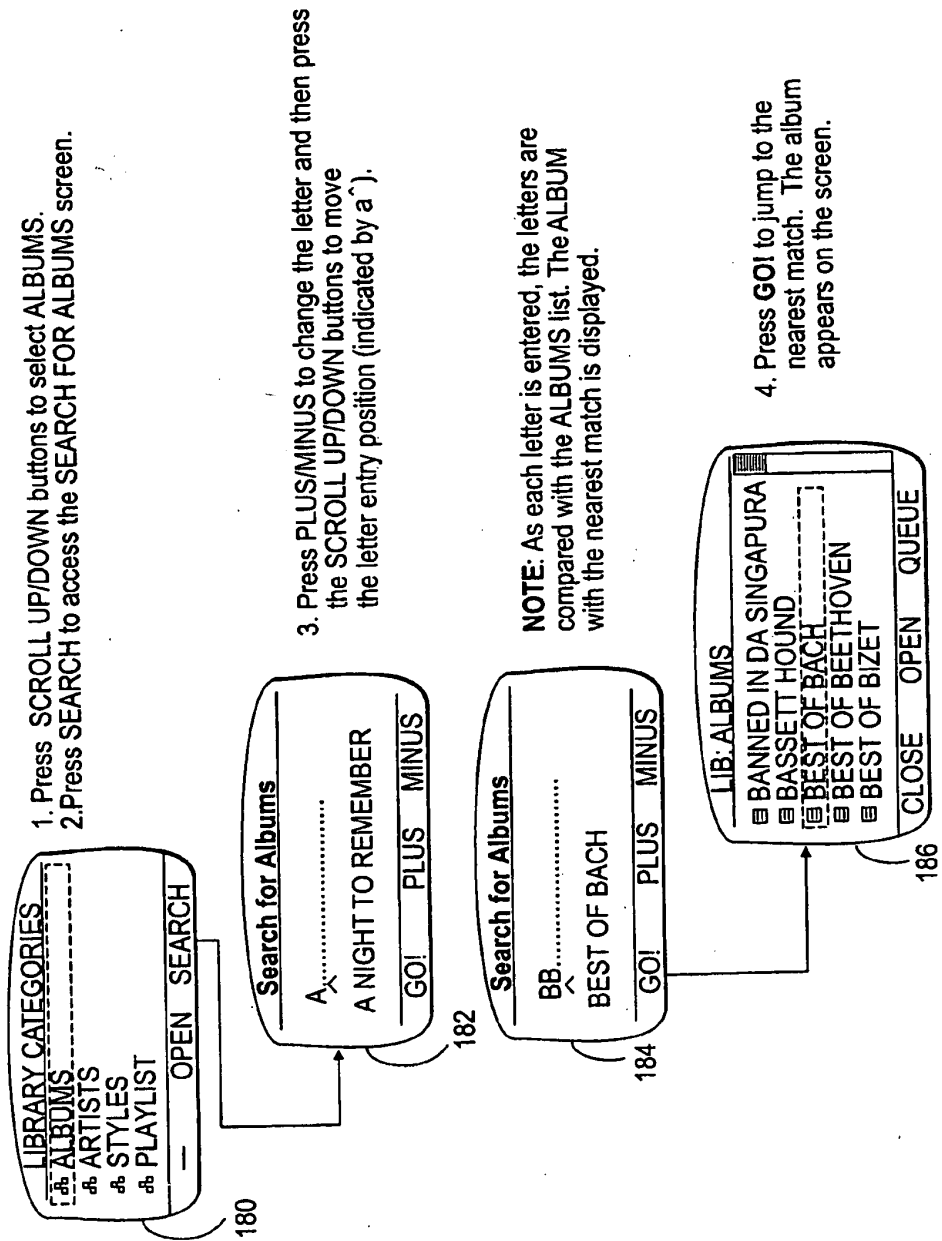 1. Press SCROLL UP/DOWN buttons to select ALBUMS.
2.Press SEARCH to access the SEARCH FOR ALBUMS screen.
LIBRARY CATEGORIES
ALBUMS
ARTISTS
STYLES
PLAYLIST
— OPEN SEARCH
180
3. Press PLUS/MINUS to change the letter and then press
the SCROLL UP/DOWN buttons to move
the letter entry position (indicated by a ^ ).
Search for Albums
A..............................
^
A NIGHT TO REMEMBER
GO! PLUS MINUS
182
NOTE: As each letter is entered, the letters are
compared with the ALBUMS list. The ALBUM
with the nearest match is displayed.
Search for Albums
BB..............................
^
BEST OF BACH
GO! PLUS MINUS
184
4. Press GO! to jump to the
nearest match. The album
appears on the screen.
LIB: ALBUMS
BANNED IN DA SINGAPURA
BASSETT HOUND
BEST OF BACH
BEST OF BEETHOVEN
BEST OF BIZET
CLOSE OPEN QUEUE
186